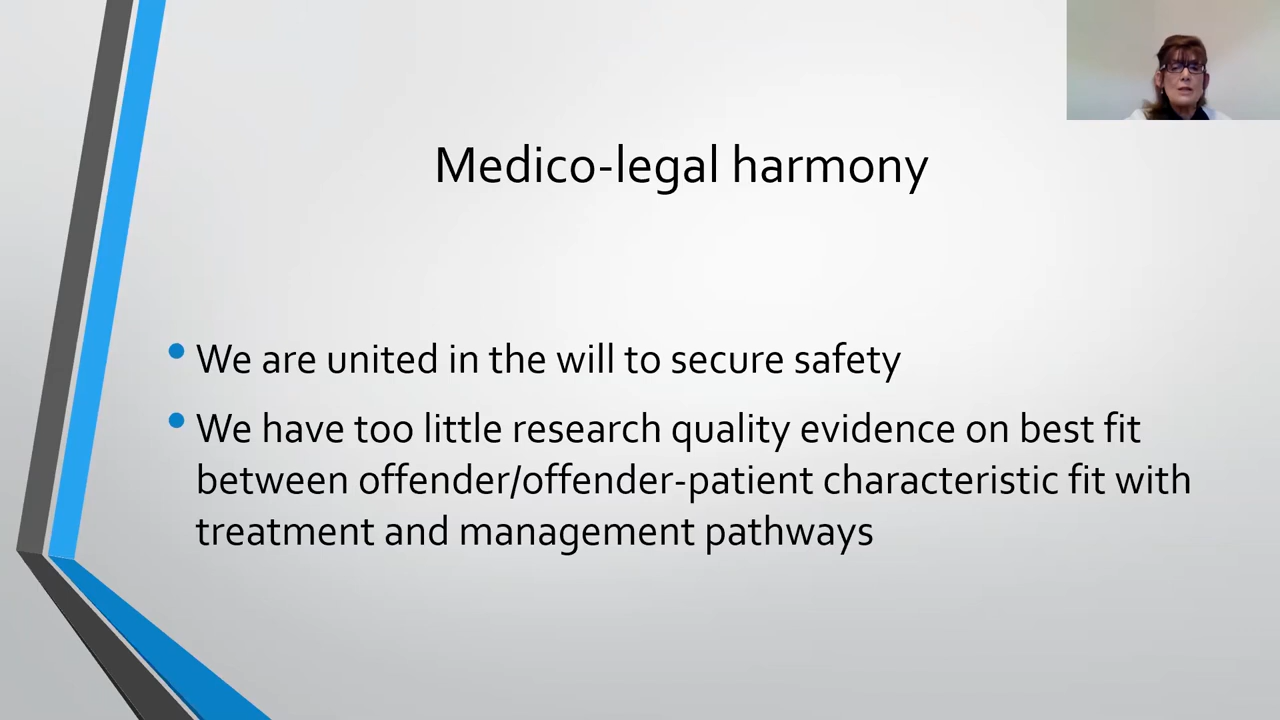 Medico-legal harmony
• We are united in the will to secure safety
• We have too little research quality evidence on best fit
between offender/offender-patient characteristic fit with
treatment and management pathways